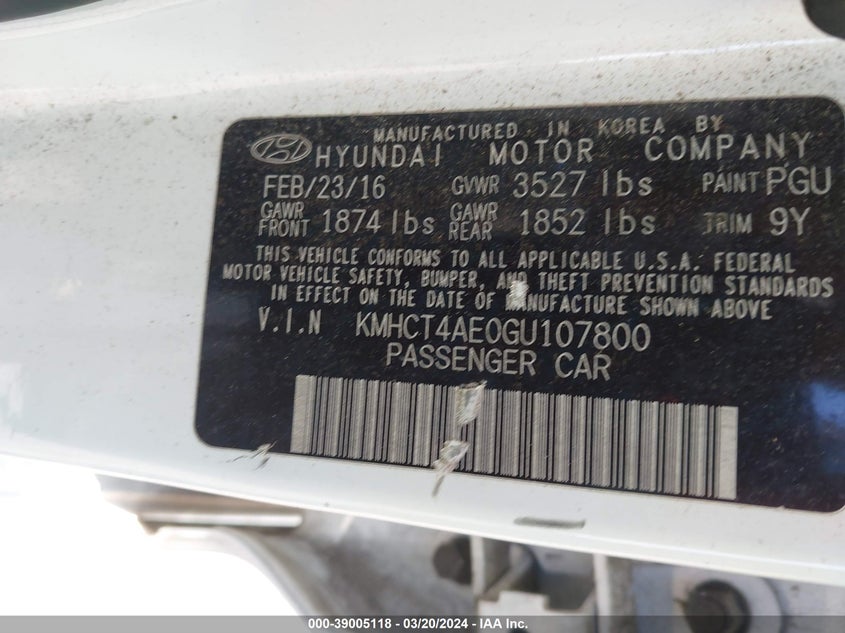 MANUFACTURED IN KOREA BY
HYUNDAI MOTOR COMPANY
FEB/23/16 GVWR 3527 lbs PAINT PGU
GAWR FRONT 1874 lbs GAWR REAR 1852 lbs TRIM 9Y
THIS VEHICLE CONFORMS TO ALL APPLICABLE U.S.A. FEDERAL
MOTOR VEHICLE SAFETY, BUMPER, AND THEFT PREVENTION STANDARDS
IN EFFECT ON THE DATE OF MANUFACTURE SHOWN ABOVE
V.I.N KMHCT4AE0GU107800
PASSENGER CAR
000-39005118 - 03/20/2024 - IAA Inc.